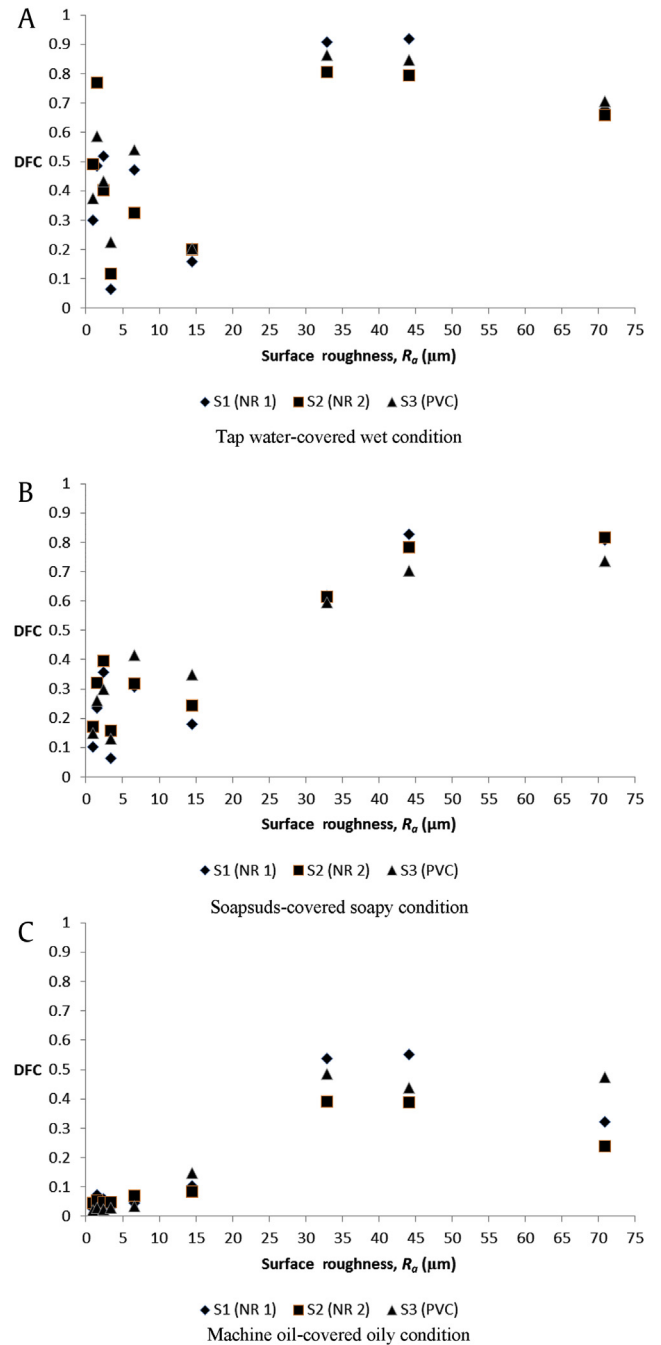 A
1
0.9
0.8
0.7
0.6
DFC 0.5
0.4
0.3
0.2
0.1
0
0 5 10 15 20 25 30 35 40 45 50 55 60 65 70 75
Surface roughness, Ra (μm)
S1 (NR 1) S2 (NR 2) S3 (PVC)
Tap water-covered wet condition
B
1
0.9
0.8
0.7
0.6
DFC 0.5
0.4
0.3
0.2
0.1
0
0 5 10 15 20 25 30 35 40 45 50 55 60 65 70 75
Surface roughness, Ra (μm)
S1 (NR 1) S2 (NR 2) S3 (PVC)
Soapsuds-covered soapy condition
C
1
0.9
0.8
0.7
0.6
DFC 0.5
0.4
0.3
0.2
0.1
0
0 5 10 15 20 25 30 35 40 45 50 55 60 65 70 75
Surface roughness, Ra (μm)
S1 (NR 1) S2 (NR 2) S3 (PVC)
Machine oil-covered oily condition